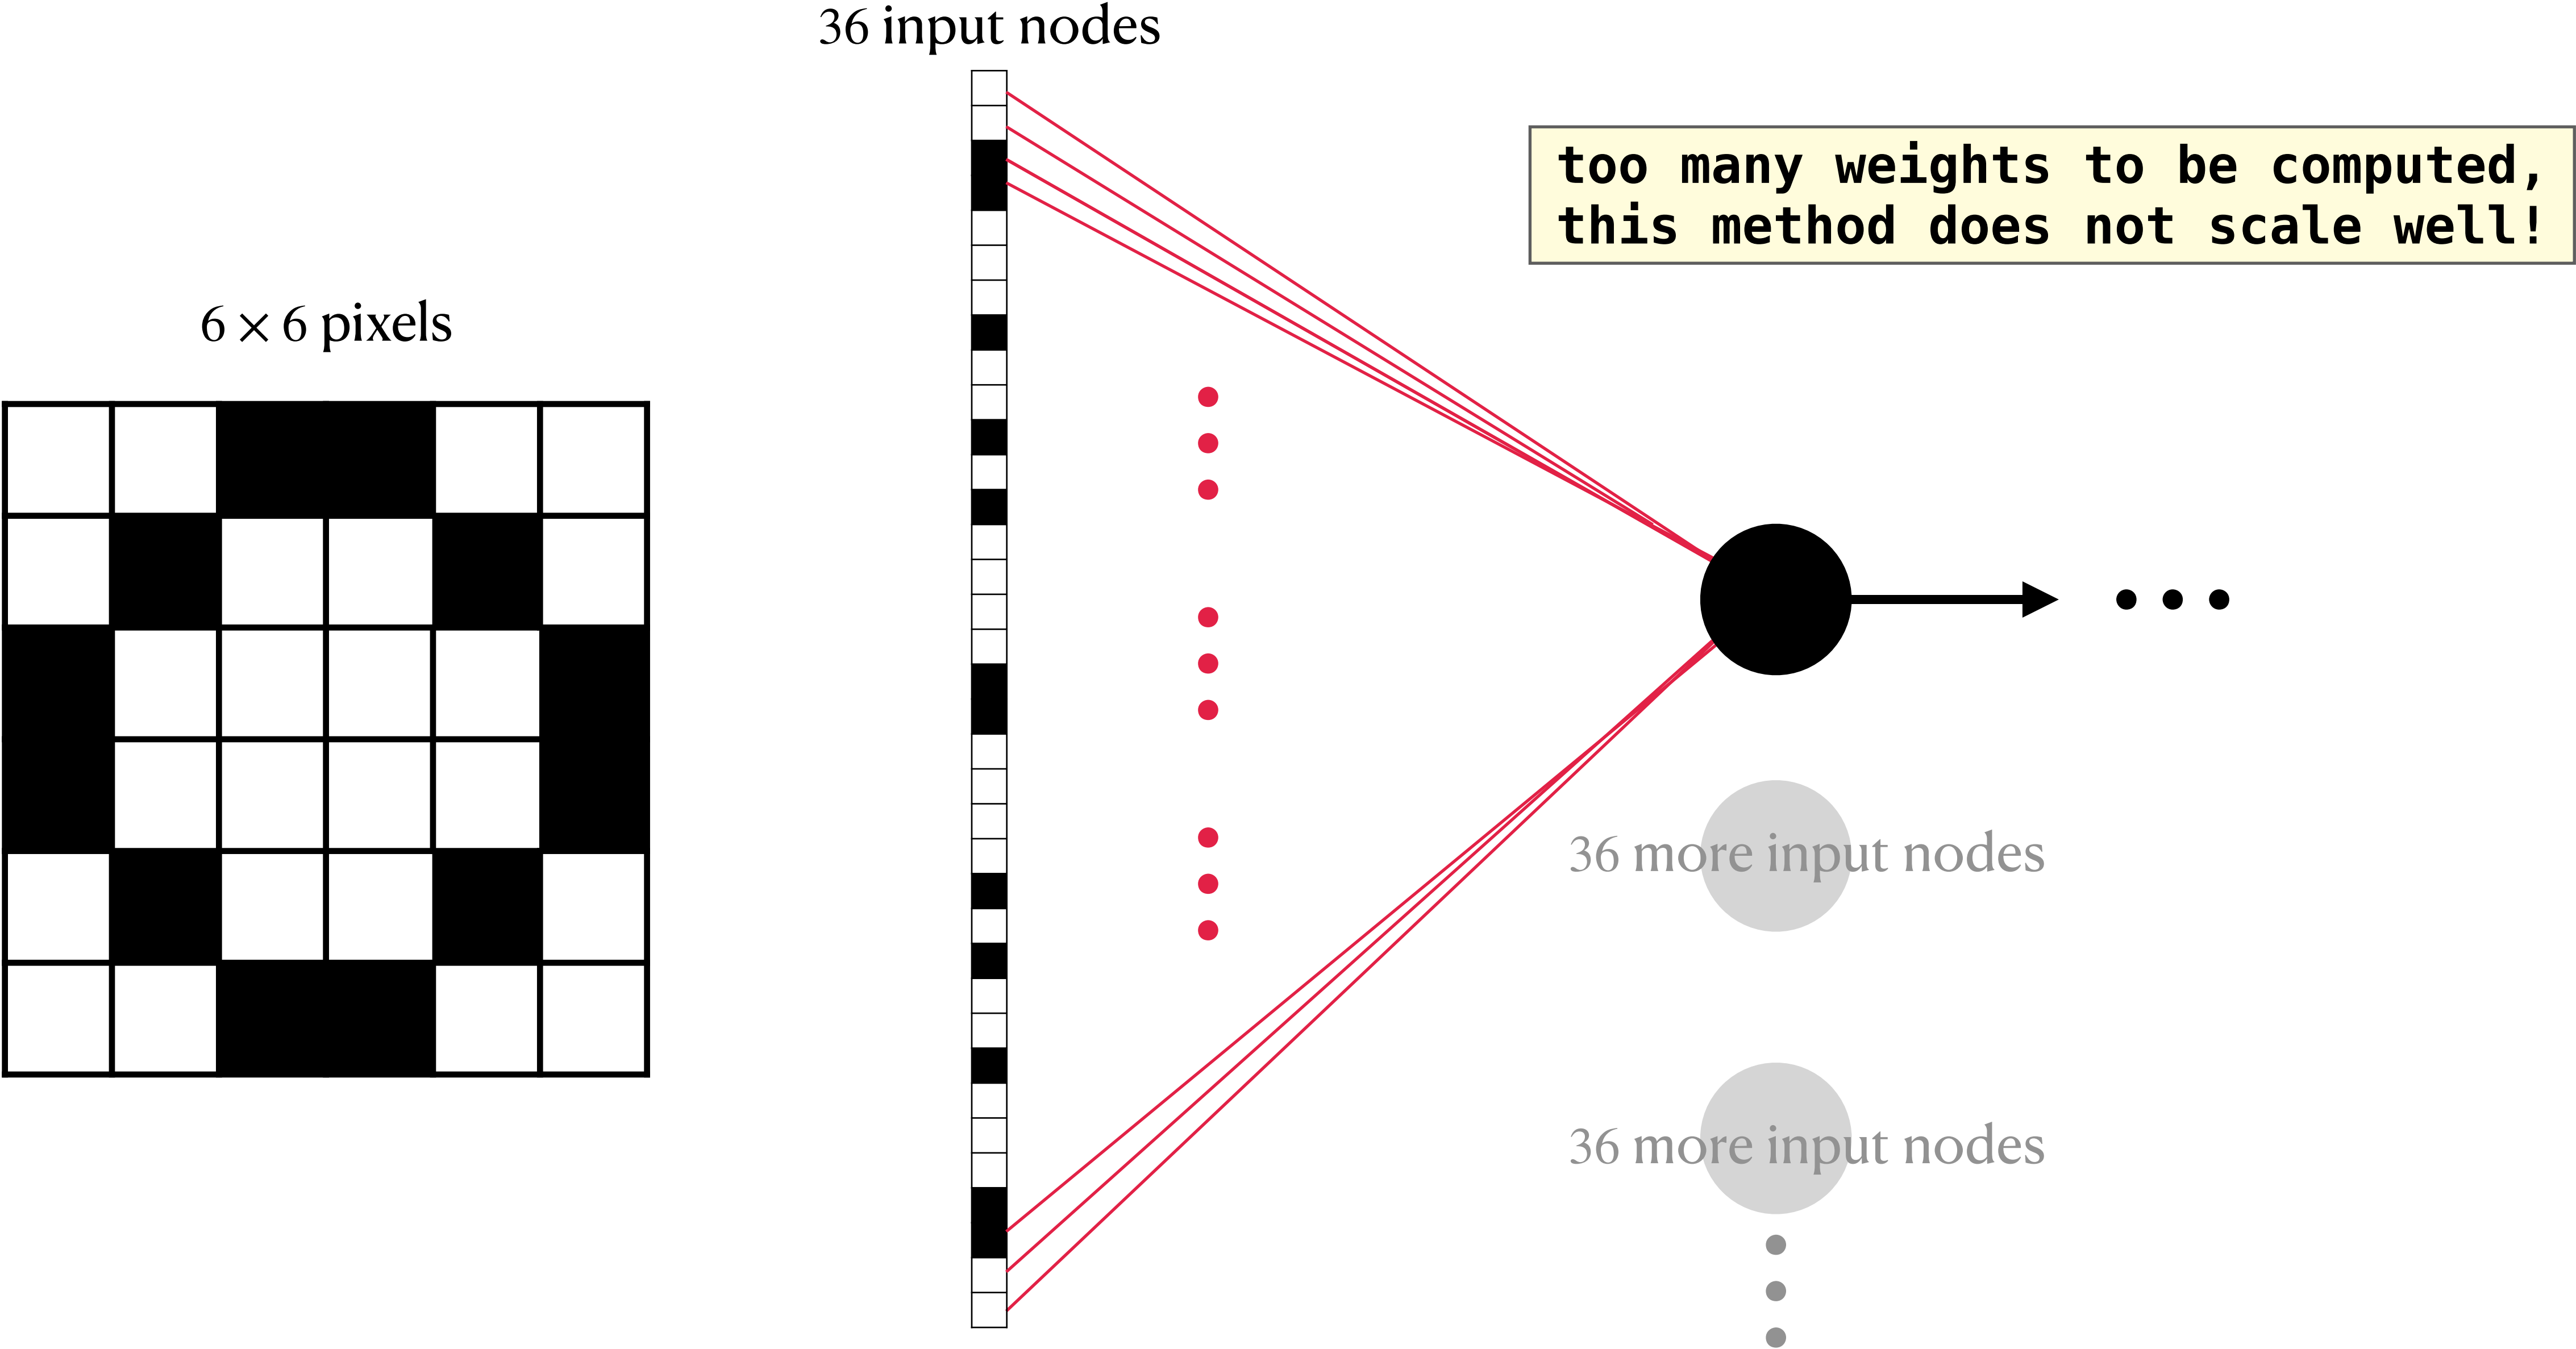 36 input nodes
too many weights to be computed,
this method does not scale well!
6 × 6 pixels
36 more input nodes
36 more input nodes